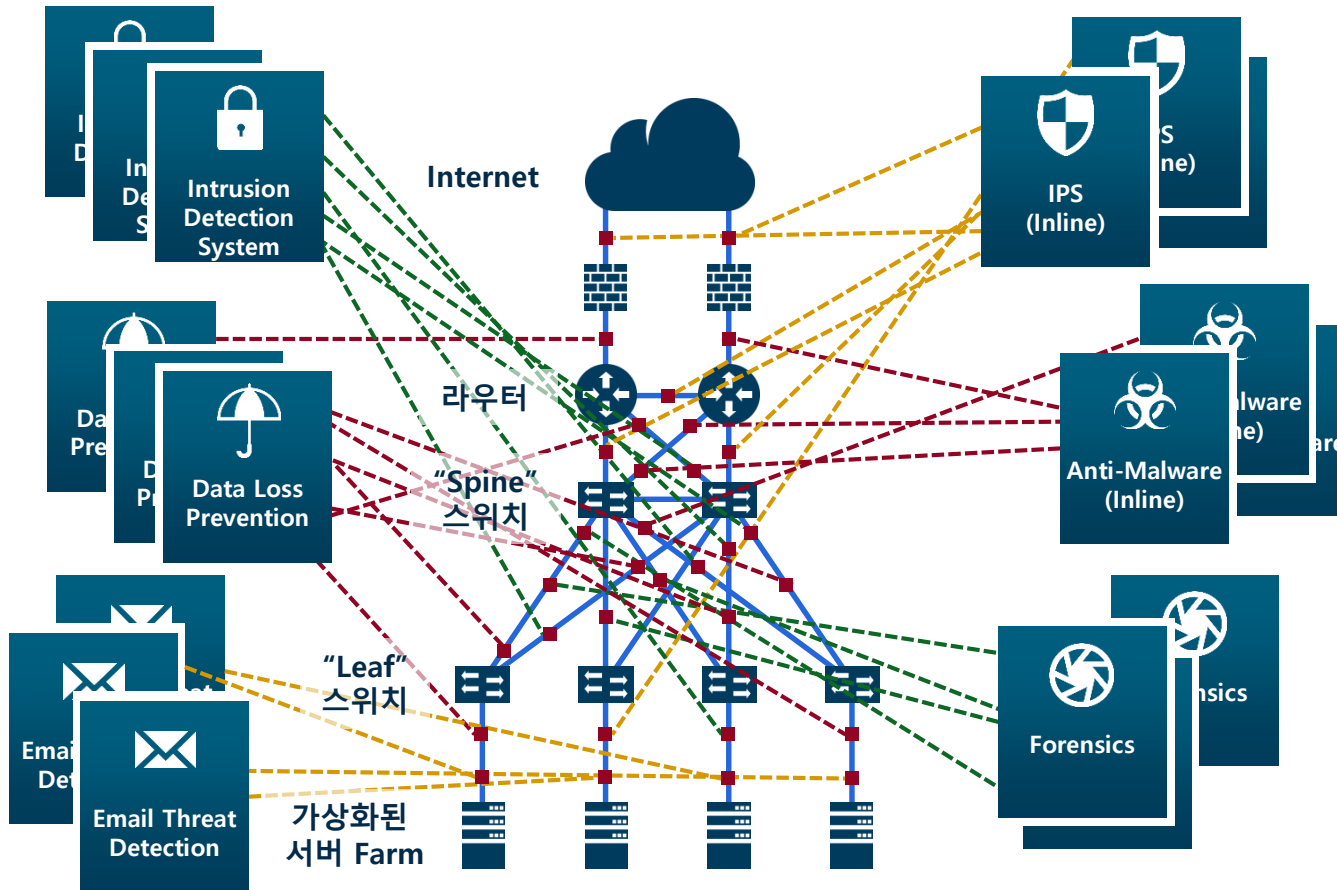 Intrusion
Detection
System
Internet
IPS
(Inline)
라우터
Data Loss
Prevention
"Spine"
스위치
Anti-Malware
(Inline)
"Leaf"
스위치
Forensics
Email Threat
Detection
가상화된
서버 Farm